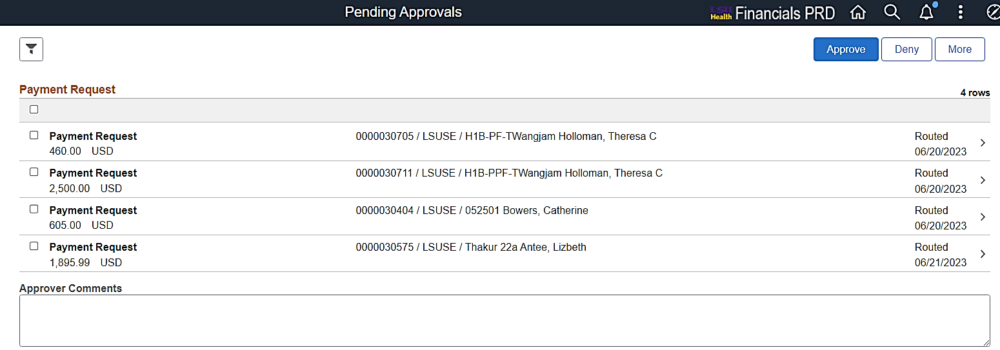 Pending Approvals
LSU Health Financials PRD
Approve Deny More
Payment Request
4 rows
Payment Request 0000030705 / LSUSE / H1B-PF-TWangjam Holloman, Theresa C Routed
460.00 USD 06/20/2023
Payment Request 0000030711 / LSUSE / H1B-PPF-TWangjam Holloman, Theresa C Routed
2,500.00 USD 06/20/2023
Payment Request 0000030404 / LSUSE / 052501 Bowers, Catherine Routed
605.00 USD 06/20/2023
Payment Request 0000030575 / LSUSE / Thakur 22a Antee, Lizbeth Routed
1,895.99 USD 06/21/2023
Approver Comments